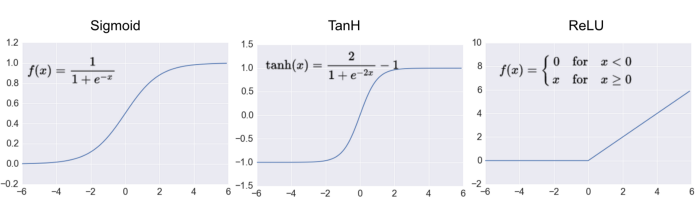 Sigmoid
f(x) = 1 / (1 + e^{-x})
1.2
1.0
0.8
0.6
0.4
0.2
0.0
−0.2
−6 −4 −2 0 2 4 6
TanH
tanh(x) = 2 / (1 + e^{-2x}) − 1
1.5
1.0
0.5
0.0
−0.5
−1.0
−1.5
−6 −4 −2 0 2 4 6
ReLU
f(x) = { 0 for x < 0
x for x ≥ 0
10
8
6
4
2
0
−2
−6 −4 −2 0 2 4 6